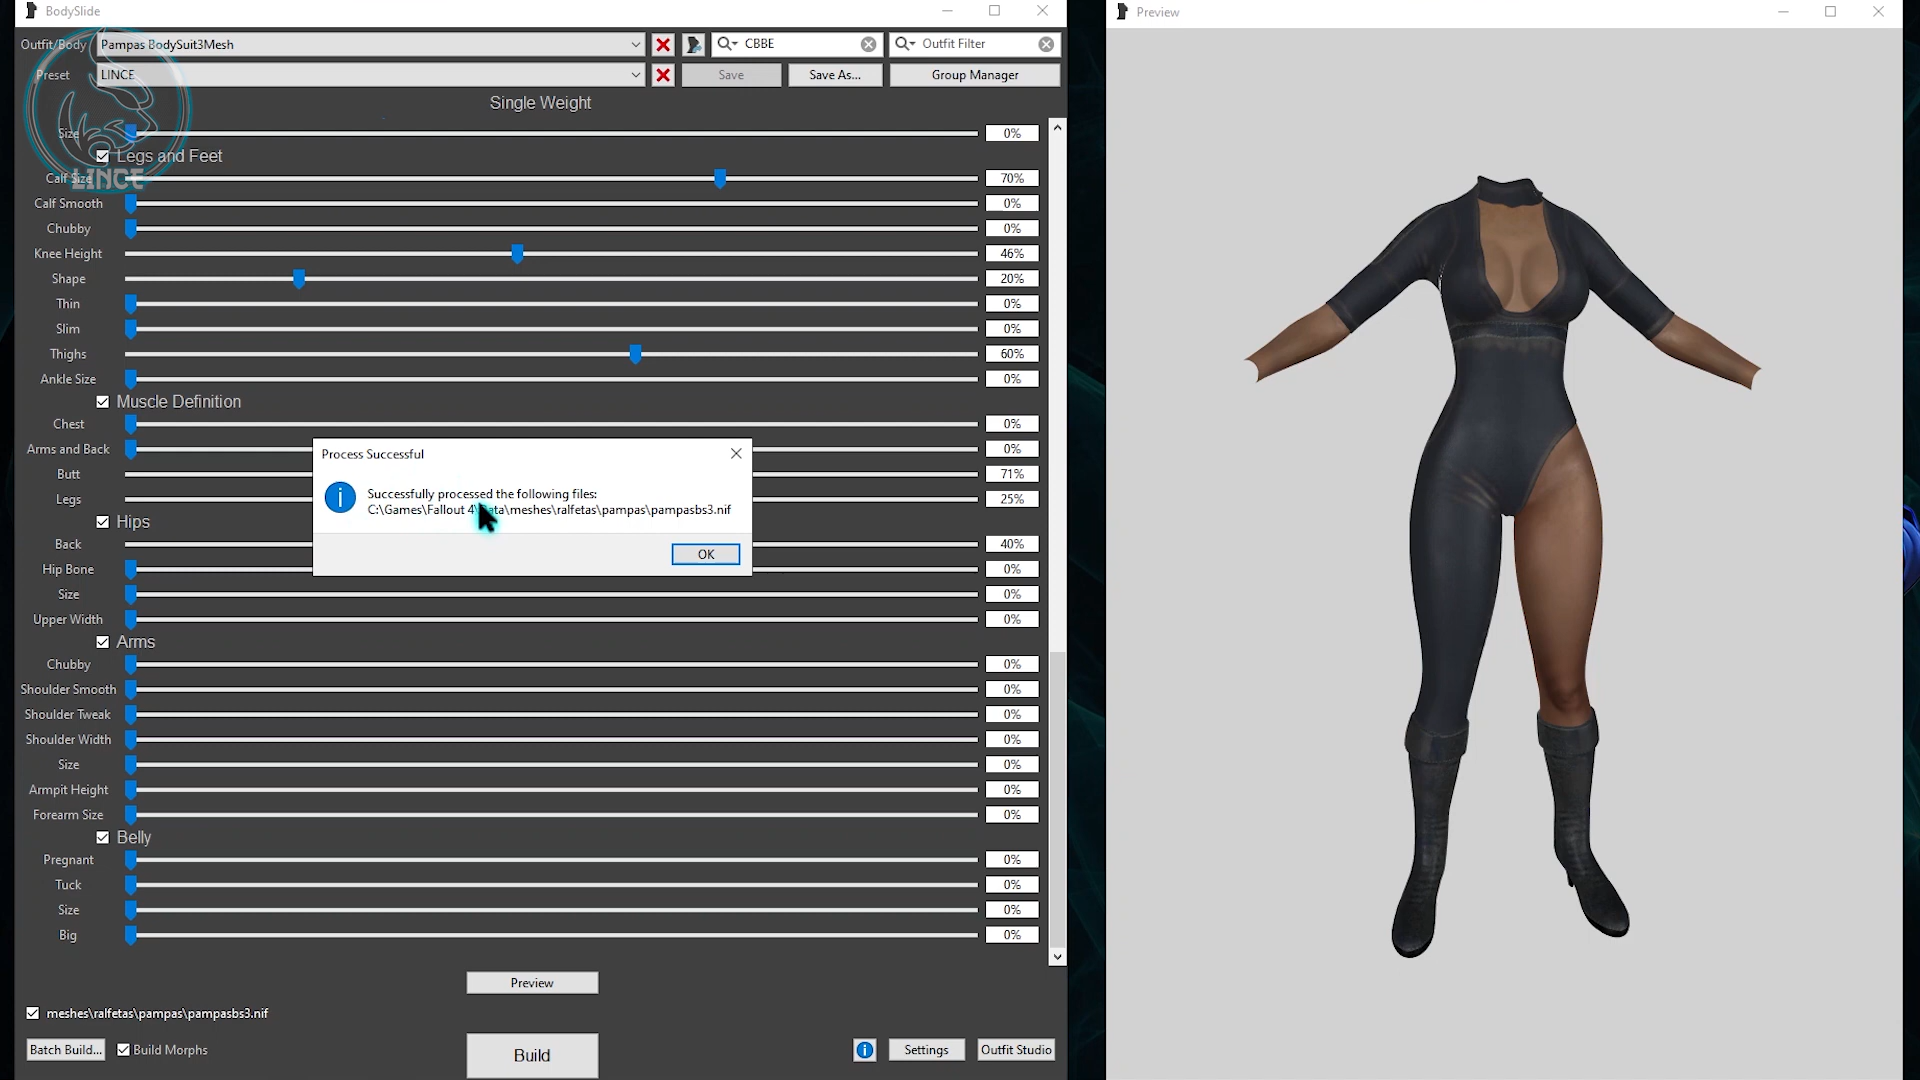 BodySlide
Preview
Outfit/Body
Pampas BodySuit3Mesh
CBBE
Outfit Filter
Preset
LINCE
Save
Save As...
Group Manager
Single Weight
Size
0%
Legs and Feet
LINCE
Calf Size
70%
Calf Smooth
0%
Chubby
0%
Knee Height
46%
Shape
20%
Thin
0%
Slim
0%
Thighs
60%
Ankle Size
0%
Muscle Definition
Chest
0%
Arms and Back
0%
Butt
71%
Legs
25%
Process Successful
Successfully processed the following files:
C:\Games\Fallout 4\Data\meshes\ralfetas\pampas\pampasbs3.nif
OK
Hips
Back
40%
Hip Bone
0%
Size
0%
Upper Width
0%
Arms
Chubby
0%
Shoulder Smooth
0%
Shoulder Tweak
0%
Shoulder Width
0%
Size
0%
Armpit Height
0%
Forearm Size
0%
Belly
Pregnant
0%
Tuck
0%
Size
0%
Big
0%
Preview
meshes\ralfetas\pampas\pampasbs3.nif
Batch Build...
Build Morphs
Build
Settings
Outfit Studio